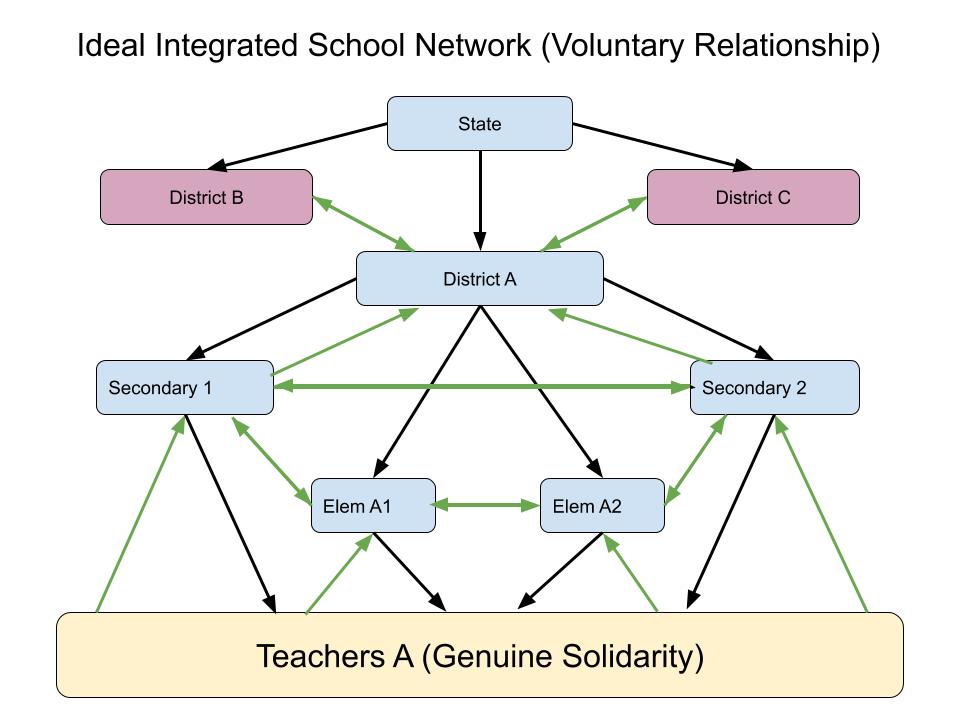 Ideal Integrated School Network (Voluntary Relationship)
State
District B
District C
District A
Secondary 1
Secondary 2
Elem A1
Elem A2
Teachers A (Genuine Solidarity)